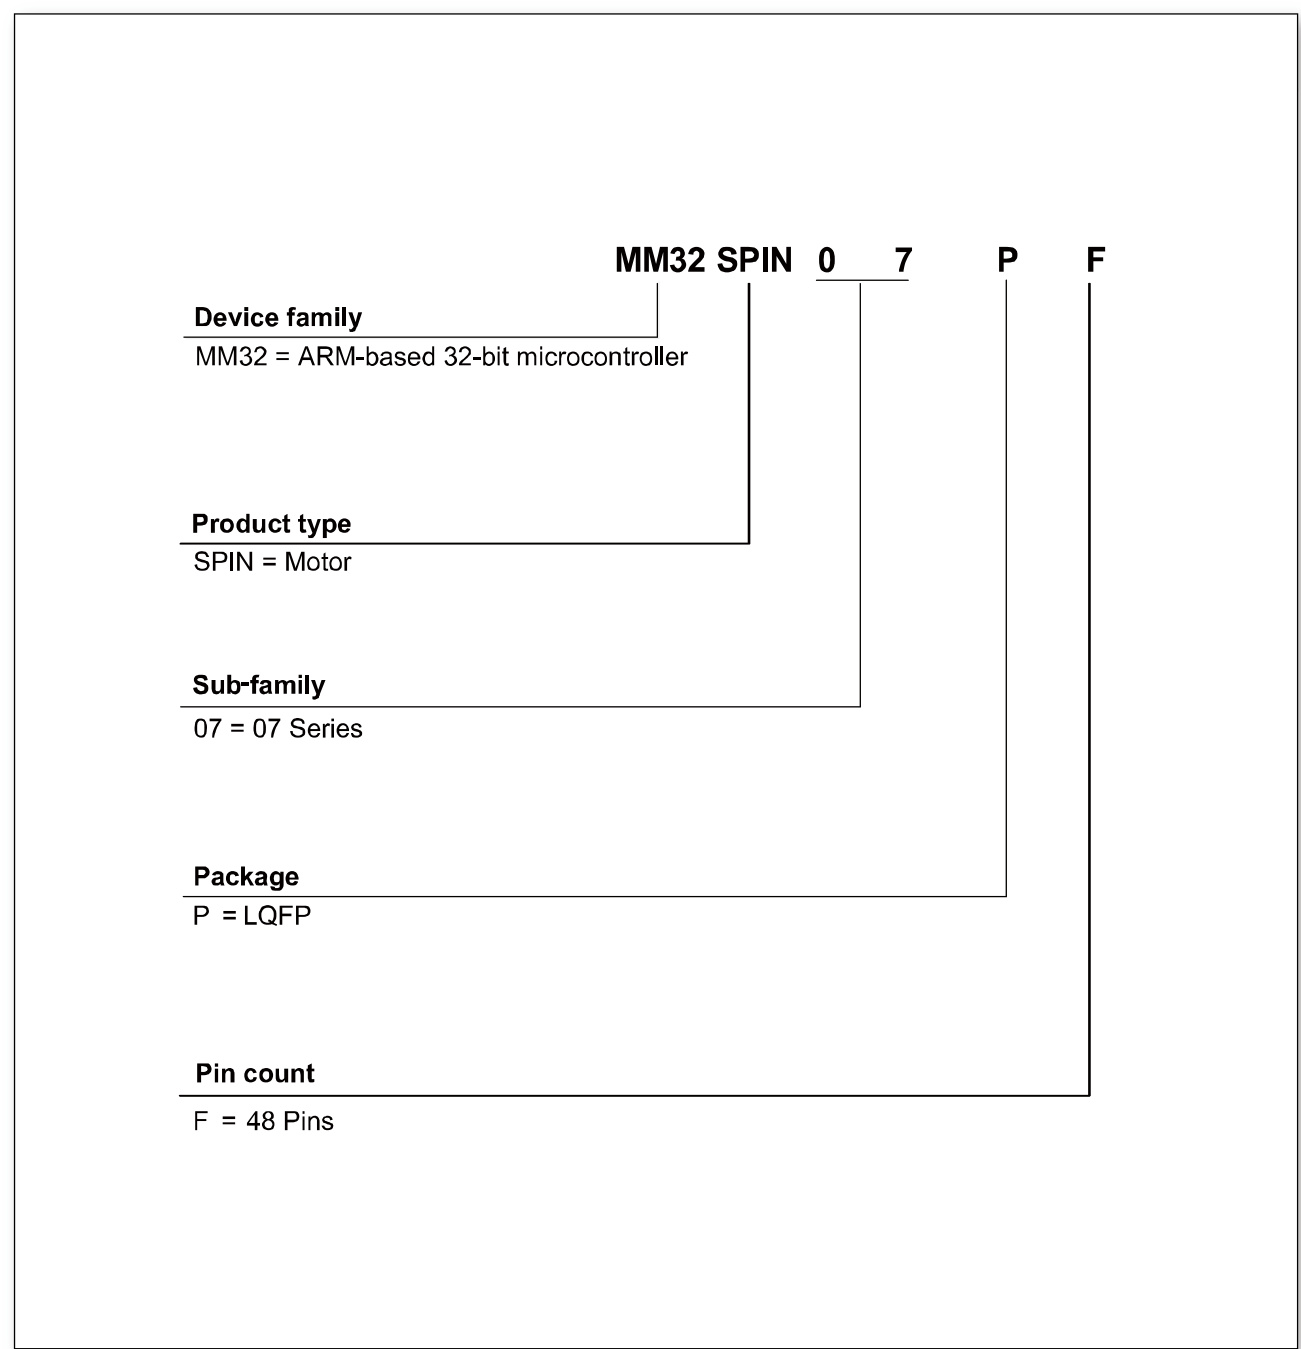 MM32 SPIN 0 7 P F
Device family
MM32 = ARM-based 32-bit microcontroller
Product type
SPIN = Motor
Sub-family
07 = 07 Series
Package
P = LQFP
Pin count
F = 48 Pins